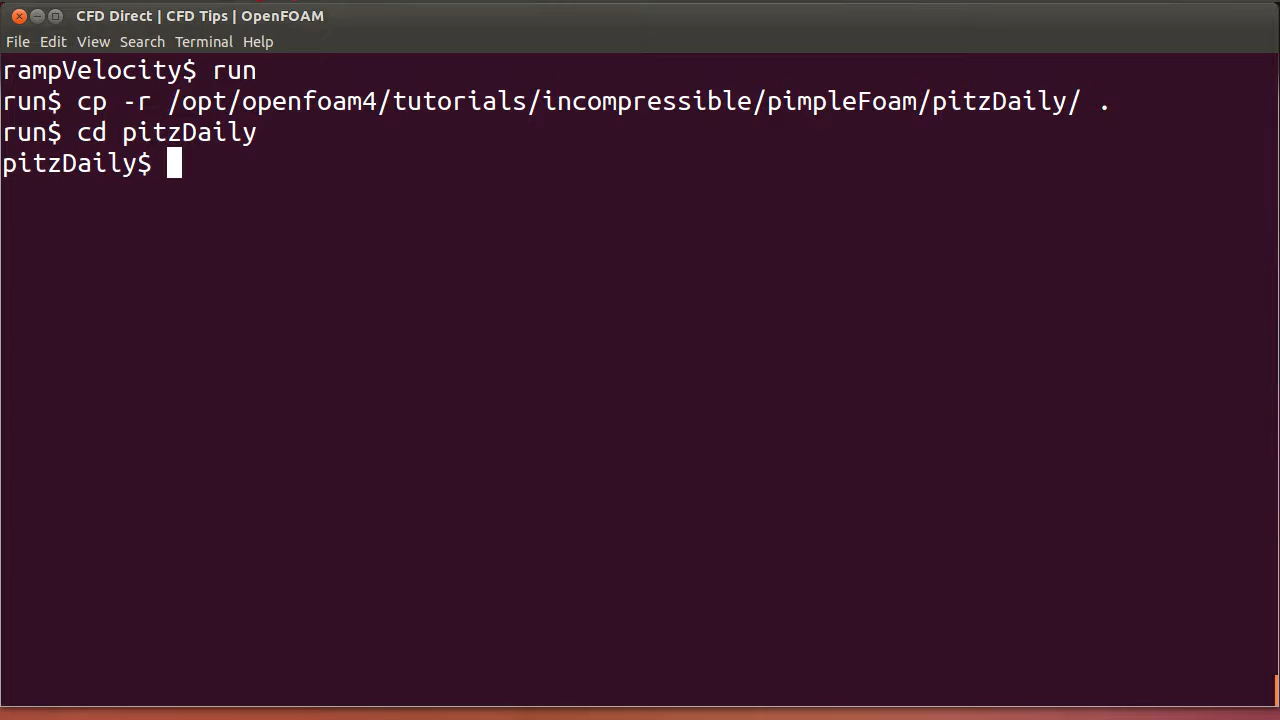 CFD Direct | CFD Tips | OpenFOAM
File Edit View Search Terminal Help
rampVelocity$ run
run$ cp -r /opt/openfoam4/tutorials/incompressible/pimpleFoam/pitzDaily/ .
run$ cd pitzDaily
pitzDaily$